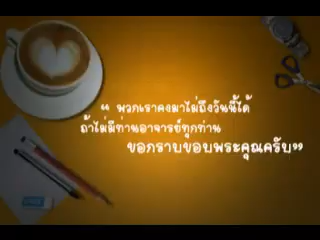 “ พวกเราคงมาไม่ถึงวันนี้ได้
ถ้าไม่มีท่านอาจารย์ทุกท่าน
ขอกราบขอบพระคุณครับ”